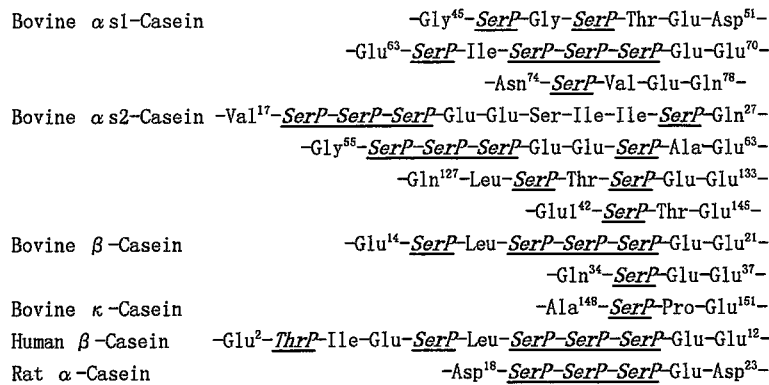 Bovine αs1-Casein -Gly⁴⁵-SerP-Gly-SerP-Thr-Glu-Asp⁵¹-
-Glu⁶³-SerP-Ile-SerP-SerP-SerP-Glu-Glu⁷⁰-
-Asn⁷⁴-SerP-Val-Glu-Gln⁷⁸-
Bovine αs2-Casein -Val¹⁷-SerP-SerP-SerP-Glu-Glu-Ser-Ile-Ile-SerP-Gln²⁷-
-Gly⁵⁵-SerP-SerP-SerP-Glu-Glu-SerP-Ala-Glu⁶³-
-Gln¹²⁷-Leu-SerP-Thr-SerP-Glu-Glu¹³³-
-Glu1⁴²-SerP-Thr-Glu¹⁴⁵-
Bovine β-Casein -Glu¹⁴-SerP-Leu-SerP-SerP-SerP-Glu-Glu²¹-
-Gln³⁴-SerP-Glu-Glu³⁷-
Bovine κ-Casein -Ala¹⁴⁸-SerP-Pro-Glu¹⁵¹-
Human β-Casein -Glu²-ThrP-Ile-Glu-SerP-Leu-SerP-SerP-SerP-Glu-Glu¹²-
Rat α-Casein -Asp¹⁸-SerP-SerP-SerP-Glu-Asp²³-